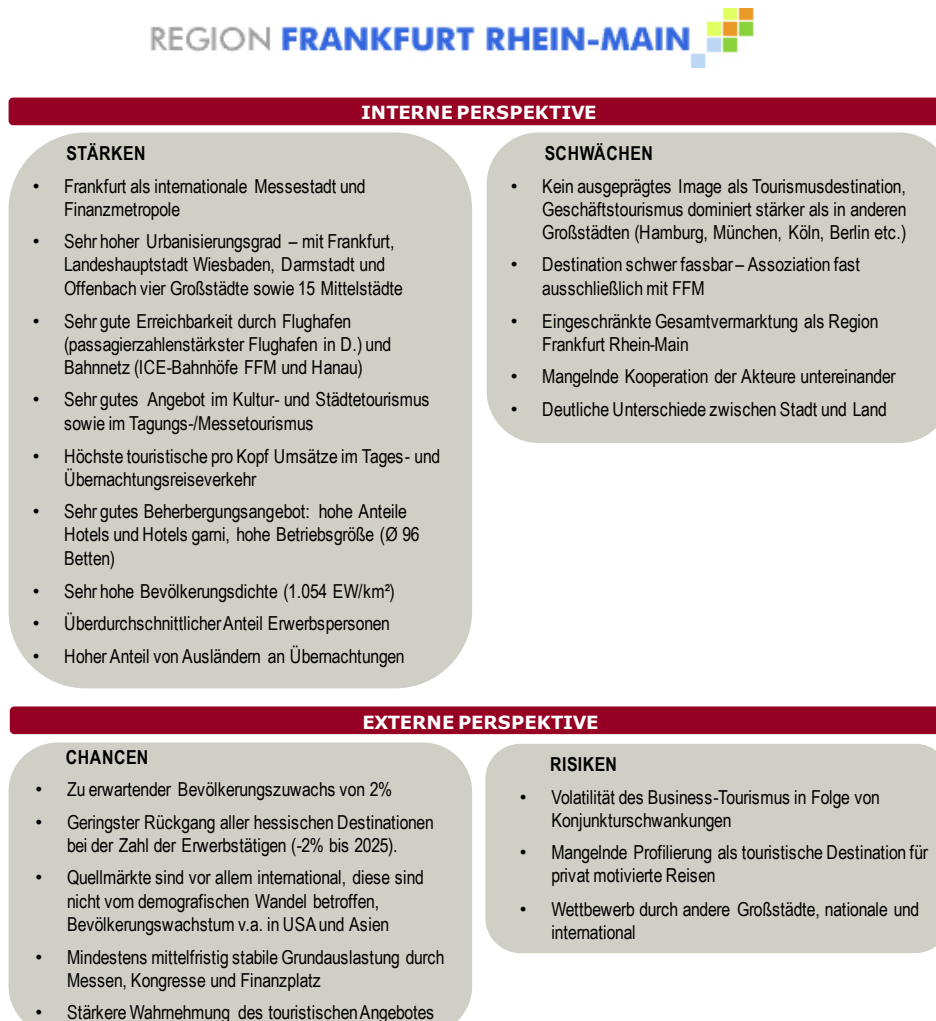 REGION FRANKFURT RHEIN-MAIN
INTERNE PERSPEKTIVE
STÄRKEN
• Frankfurt als internationale Messestadt und
Finanzmetropole
• Sehr hoher Urbanisierungsgrad – mit Frankfurt,
Landeshauptstadt Wiesbaden, Darmstadt und
Offenbach vier Großstädte sowie 15 Mittelstädte
• Sehr gute Erreichbarkeit durch Flughafen
(passagierzahlenstärkster Flughafen in D.) und
Bahnnetz (ICE-Bahnhöfe FFM und Hanau)
• Sehr gutes Angebot im Kultur- und Städtetourismus
sowie im Tagungs-/Messetourismus
• Höchste touristische pro Kopf Umsätze im Tages- und
Übernachtungsreiseverkehr
• Sehr gutes Beherbergungsangebot: hohe Anteile
Hotels und Hotels garni, hohe Betriebsgröße (Ø 96
Betten)
• Sehr hohe Bevölkerungsdichte (1.054 EW/km²)
• Überdurchschnittlicher Anteil Erwerbspersonen
• Hoher Anteil von Ausländern an Übernachtungen
SCHWÄCHEN
• Kein ausgeprägtes Image als Tourismusdestination,
Geschäftstourismus dominiert stärker als in anderen
Großstädten (Hamburg, München, Köln, Berlin etc.)
• Destination schwer fassbar – Assoziation fast
ausschließlich mit FFM
• Eingeschränkte Gesamtvermarktung als Region
Frankfurt Rhein-Main
• Mangelnde Kooperation der Akteure untereinander
• Deutliche Unterschiede zwischen Stadt und Land
EXTERNE PERSPEKTIVE
CHANCEN
• Zu erwartender Bevölkerungszuwachs von 2%
• Geringster Rückgang aller hessischen Destinationen
bei der Zahl der Erwerbstätigen (-2% bis 2025).
• Quellmärkte sind vor allem international, diese sind
nicht vom demografischen Wandel betroffen,
Bevölkerungswachstum v.a. in USA und Asien
• Mindestens mittelfristig stabile Grundauslastung durch
Messen, Kongresse und Finanzplatz
• Stärkere Wahrnehmung des touristischen Angebotes
RISIKEN
• Volatilität des Business-Tourismus in Folge von
Konjunkturschwankungen
• Mangelnde Profilierung als touristische Destination für
privat motivierte Reisen
• Wettbewerb durch andere Großstädte, nationale und
international